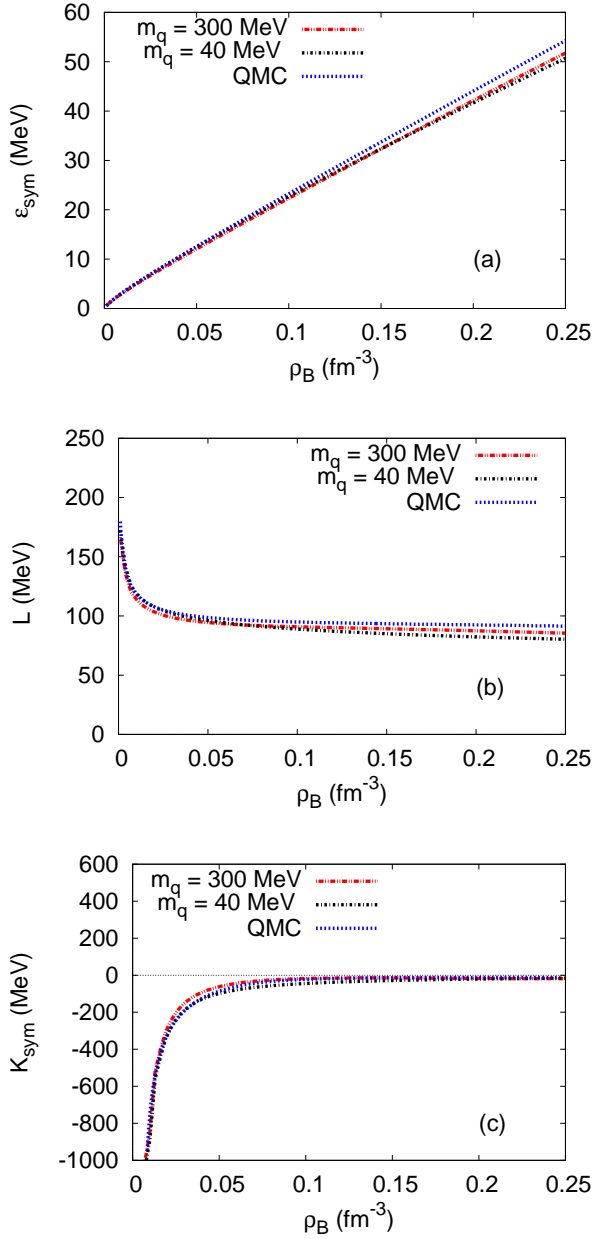 ε_sym (MeV)
60
50
40
30
20
10
0
m_q = 300 MeV
m_q = 40 MeV
QMC
(a)
0 0.05 0.1 0.15 0.2 0.25
ρ_B (fm^-3)
L (MeV)
250
200
150
100
50
0
m_q = 300 MeV
m_q = 40 MeV
QMC
(b)
0 0.05 0.1 0.15 0.2 0.25
ρ_B (fm^-3)
K_sym (MeV)
600
400
200
0
-200
-400
-600
-800
-1000
m_q = 300 MeV
m_q = 40 MeV
QMC
(c)
0 0.05 0.1 0.15 0.2 0.25
ρ_B (fm^-3)